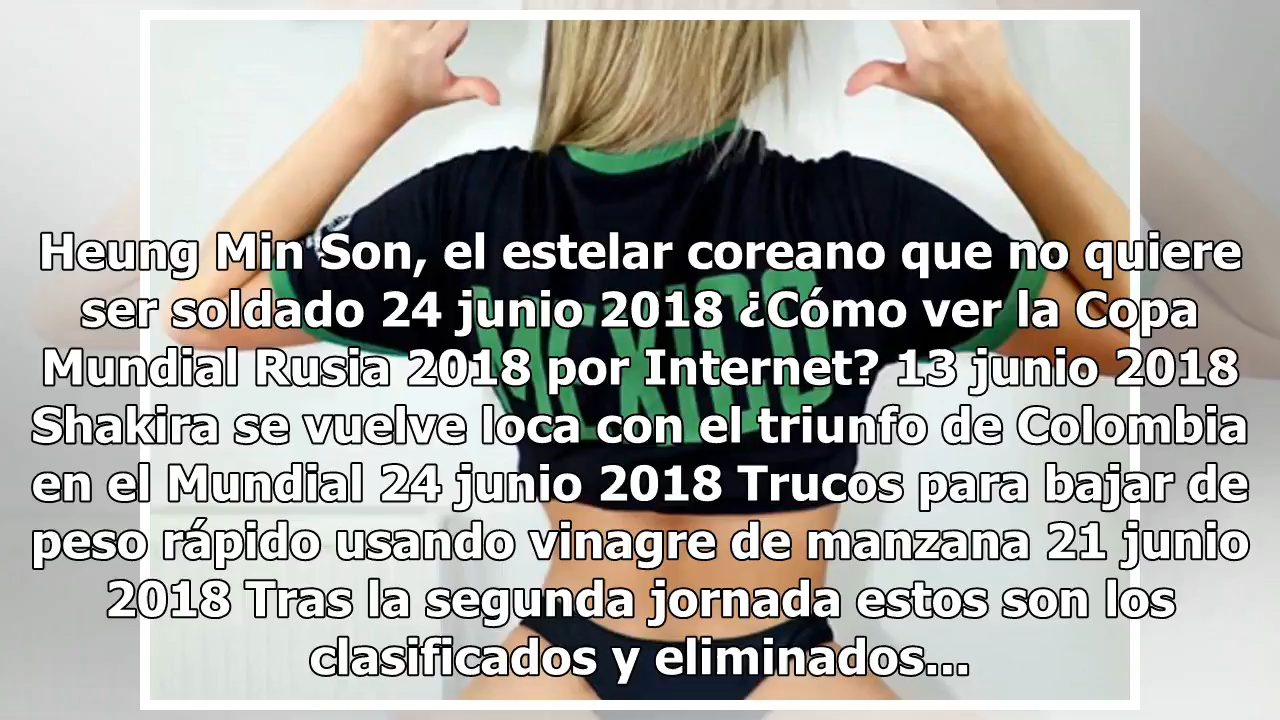 Heung Min Son, el estelar coreano que no quiere
ser soldado 24 junio 2018 ¿Cómo ver la Copa
Mundial Rusia 2018 por Internet? 13 junio 2018
Shakira se vuelve loca con el triunfo de Colombia
en el Mundial 24 junio 2018 Trucos para bajar de
peso rápido usando vinagre de manzana 21 junio
2018 Tras la segunda jornada estos son los
clasificados y eliminados...
MEXICO